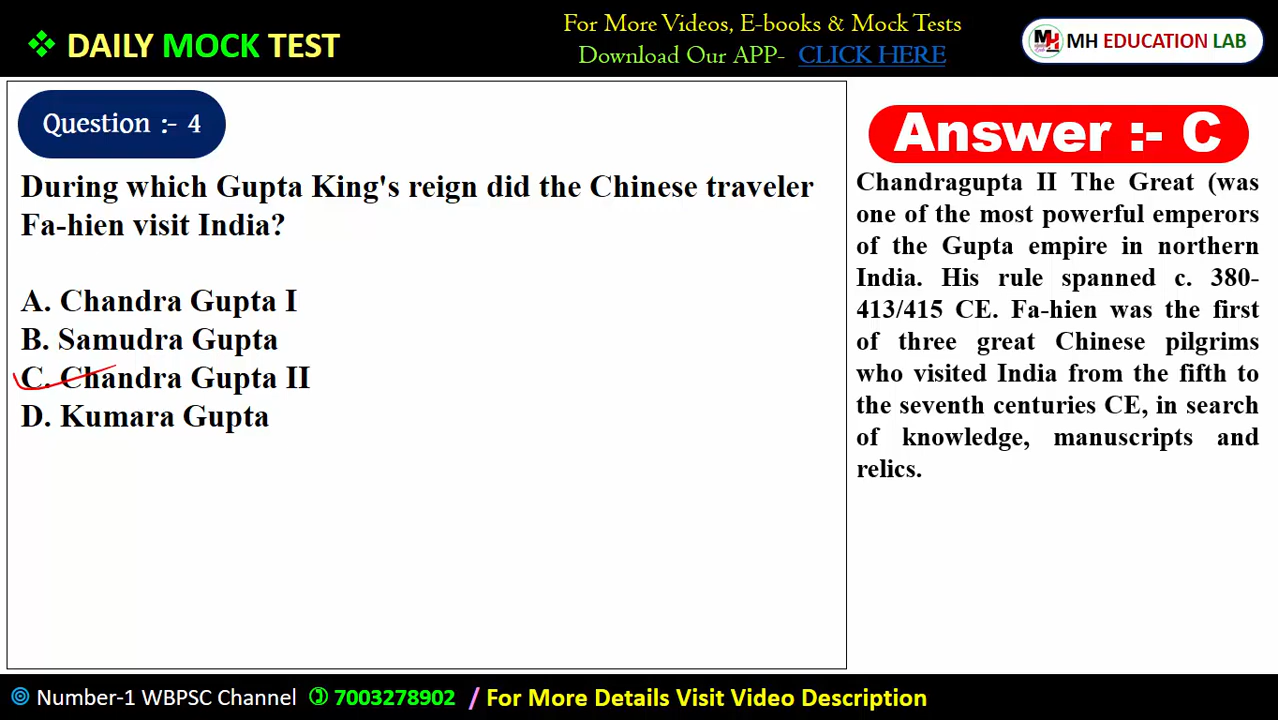 ❖ DAILY MOCK TEST
For More Videos, E-books & Mock Tests
Download Our APP- CLICK HERE
MH EDUCATION LAB
Question :- 4
During which Gupta King's reign did the Chinese traveler
Fa-hien visit India?
A. Chandra Gupta I
B. Samudra Gupta
C. Chandra Gupta II
D. Kumara Gupta
Answer :- C
Chandragupta II The Great (was
one of the most powerful emperors
of the Gupta empire in northern
India. His rule spanned c. 380-
413/415 CE. Fa-hien was the first
of three great Chinese pilgrims
who visited India from the fifth to
the seventh centuries CE, in search
of knowledge, manuscripts and
relics.
Number-1 WBPSC Channel 7003278902 / For More Details Visit Video Description